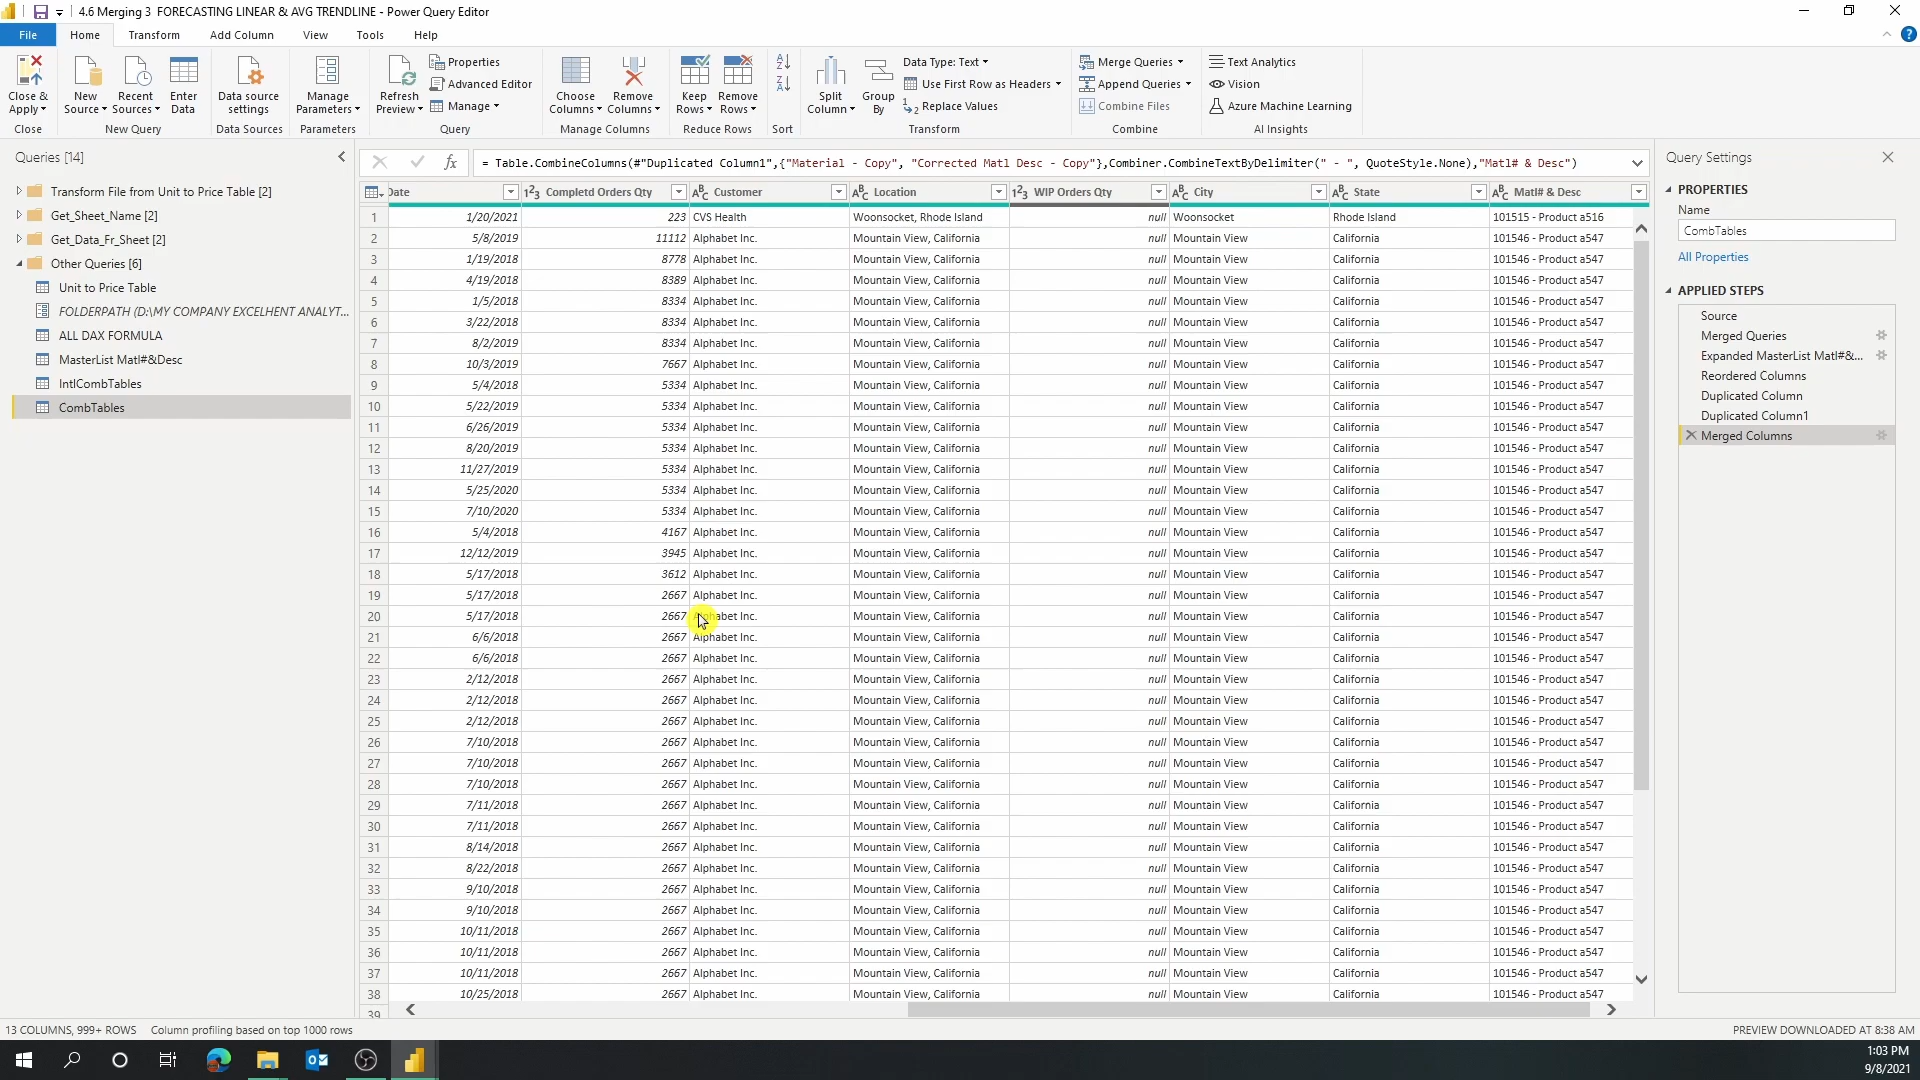 4.6 Merging 3  FORECASTING LINEAR & AVG TRENDLINE - Power Query Editor
File Home Transform Add Column View Tools Help
Close & Apply
New Source
Recent Sources
Enter Data
Data source settings
Manage Parameters
Refresh Preview
Properties
Advanced Editor
Manage
Choose Columns
Remove Columns
Keep Rows
Remove Rows
Split Column
Group By
Data Type: Text
Use First Row as Headers
Replace Values
Merge Queries
Append Queries
Combine Files
Text Analytics
Vision
Azure Machine Learning
Close New Query Data Sources Parameters Query Manage Columns Reduce Rows Sort Transform Combine AI Insights
Queries [14]
Transform File from Unit to Price Table [2]
Get_Sheet_Name [2]
Get_Data_Fr_Sheet [2]
Other Queries [6]
Unit to Price Table
FOLDERPATH (D:\MY COMPANY EXCELHENT ANALYT...
ALL DAX FORMULA
MasterList Matl#&Desc
IntlCombTables
CombTables
fx = Table.CombineColumns(#"Duplicated Column1",{"Material - Copy", "Corrected Matl Desc - Copy"},Combiner.CombineTextByDelimiter(" - ", QuoteStyle.None),"Matl# & Desc")
Date Completd Orders Qty Customer Location WIP Orders Qty City State Matl# & Desc
1 1/20/2021 223 CVS Health Woonsocket, Rhode Island null Woonsocket Rhode Island 101515 - Product a516
2 5/8/2019 11112 Alphabet Inc. Mountain View, California null Mountain View California 101546 - Product a547
3 1/19/2018 8778 Alphabet Inc. Mountain View, California null Mountain View California 101546 - Product a547
4 4/19/2018 8389 Alphabet Inc. Mountain View, California null Mountain View California 101546 - Product a547
5 1/5/2018 8334 Alphabet Inc. Mountain View, California null Mountain View California 101546 - Product a547
6 3/22/2018 8334 Alphabet Inc. Mountain View, California null Mountain View California 101546 - Product a547
7 8/2/2019 8334 Alphabet Inc. Mountain View, California null Mountain View California 101546 - Product a547
8 10/3/2019 7667 Alphabet Inc. Mountain View, California null Mountain View California 101546 - Product a547
9 5/4/2018 5334 Alphabet Inc. Mountain View, California null Mountain View California 101546 - Product a547
10 5/22/2019 5334 Alphabet Inc. Mountain View, California null Mountain View California 101546 - Product a547
11 6/26/2019 5334 Alphabet Inc. Mountain View, California null Mountain View California 101546 - Product a547
12 8/20/2019 5334 Alphabet Inc. Mountain View, California null Mountain View California 101546 - Product a547
13 11/27/2019 5334 Alphabet Inc. Mountain View, California null Mountain View California 101546 - Product a547
14 5/25/2020 5334 Alphabet Inc. Mountain View, California null Mountain View California 101546 - Product a547
15 7/10/2020 5334 Alphabet Inc. Mountain View, California null Mountain View California 101546 - Product a547
16 5/4/2018 4167 Alphabet Inc. Mountain View, California null Mountain View California 101546 - Product a547
17 12/12/2019 3945 Alphabet Inc. Mountain View, California null Mountain View California 101546 - Product a547
18 5/17/2018 3612 Alphabet Inc. Mountain View, California null Mountain View California 101546 - Product a547
19 5/17/2018 2667 Alphabet Inc. Mountain View, California null Mountain View California 101546 - Product a547
20 5/17/2018 2667 Alphabet Inc. Mountain View, California null Mountain View California 101546 - Product a547
21 6/6/2018 2667 Alphabet Inc. Mountain View, California null Mountain View California 101546 - Product a547
22 6/6/2018 2667 Alphabet Inc. Mountain View, California null Mountain View California 101546 - Product a547
23 2/12/2018 2667 Alphabet Inc. Mountain View, California null Mountain View California 101546 - Product a547
24 2/12/2018 2667 Alphabet Inc. Mountain View, California null Mountain View California 101546 - Product a547
25 2/12/2018 2667 Alphabet Inc. Mountain View, California null Mountain View California 101546 - Product a547
26 7/10/2018 2667 Alphabet Inc. Mountain View, California null Mountain View California 101546 - Product a547
27 7/10/2018 2667 Alphabet Inc. Mountain View, California null Mountain View California 101546 - Product a547
28 7/10/2018 2667 Alphabet Inc. Mountain View, California null Mountain View California 101546 - Product a547
29 7/11/2018 2667 Alphabet Inc. Mountain View, California null Mountain View California 101546 - Product a547
30 7/11/2018 2667 Alphabet Inc. Mountain View, California null Mountain View California 101546 - Product a547
31 8/14/2018 2667 Alphabet Inc. Mountain View, California null Mountain View California 101546 - Product a547
32 8/22/2018 2667 Alphabet Inc. Mountain View, California null Mountain View California 101546 - Product a547
33 9/10/2018 2667 Alphabet Inc. Mountain View, California null Mountain View California 101546 - Product a547
34 9/10/2018 2667 Alphabet Inc. Mountain View, California null Mountain View California 101546 - Product a547
35 10/11/2018 2667 Alphabet Inc. Mountain View, California null Mountain View California 101546 - Product a547
36 10/11/2018 2667 Alphabet Inc. Mountain View, California null Mountain View California 101546 - Product a547
37 10/11/2018 2667 Alphabet Inc. Mountain View, California null Mountain View California 101546 - Product a547
38 10/25/2018 2667 Alphabet Inc. Mountain View, California null Mountain View California 101546 - Product a547
39
Query Settings
PROPERTIES
Name
CombTables
All Properties
APPLIED STEPS
Source
Merged Queries
Expanded MasterList Matl#&...
Reordered Columns
Duplicated Column
Duplicated Column1
Merged Columns
13 COLUMNS, 999+ ROWS Column profiling based on top 1000 rows
PREVIEW DOWNLOADED AT 8:38 AM
1:03 PM
9/8/2021